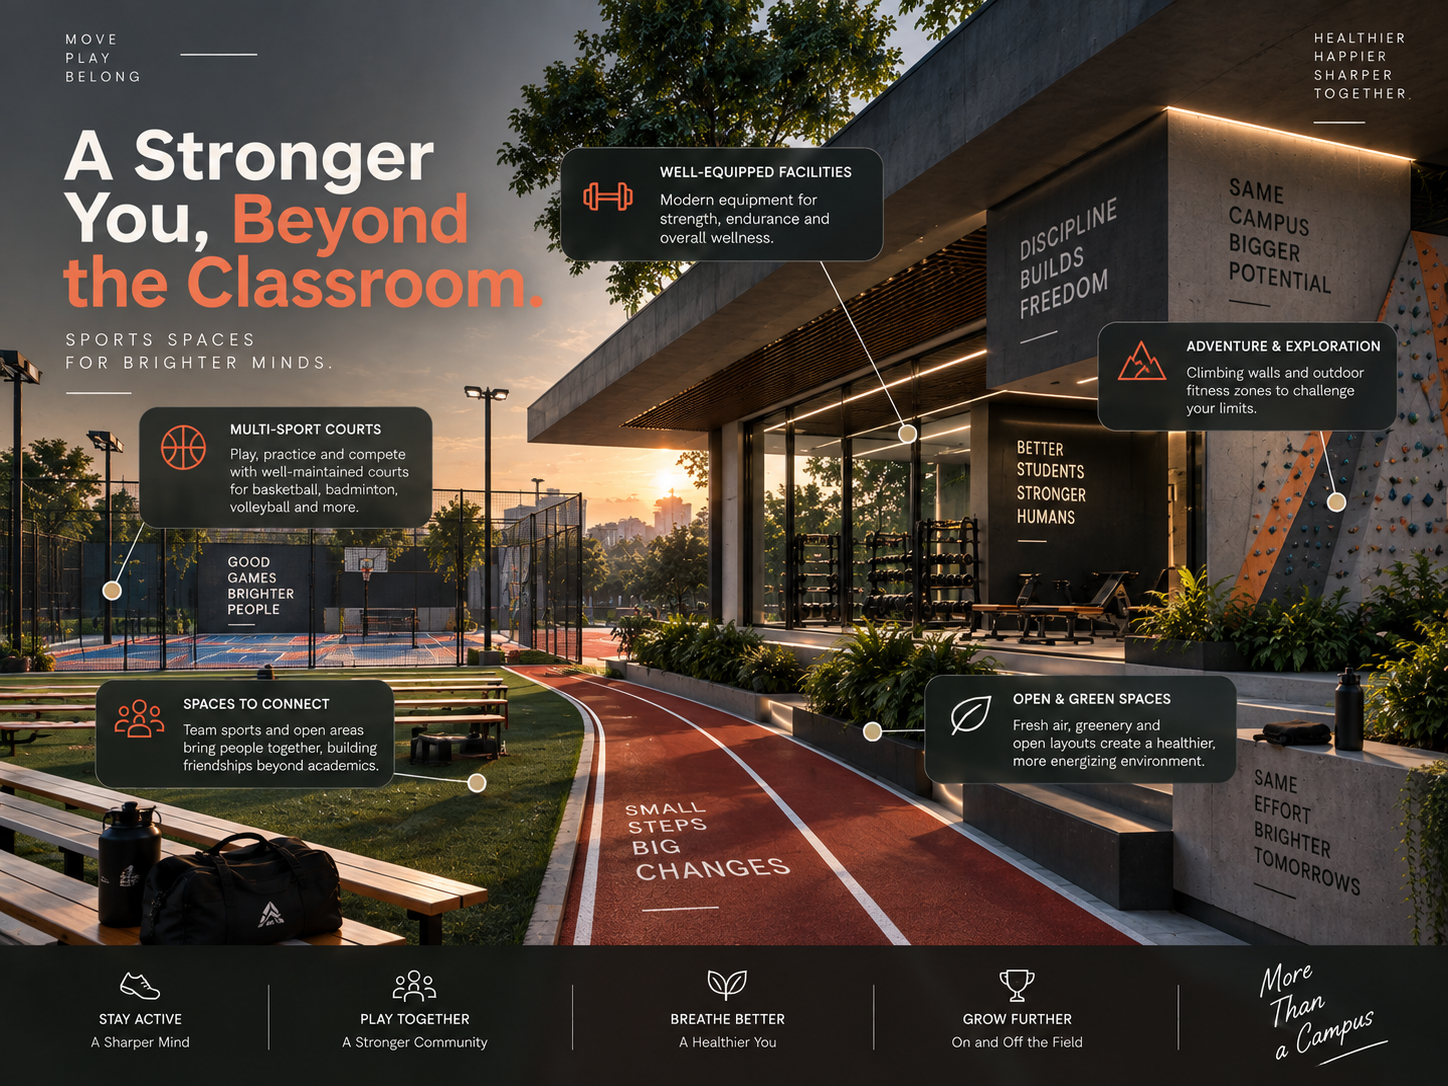 MOVE
PLAY
BELONG
HEALTHIER
HAPPIER
SHARPER
TOGETHER.
A Stronger
You, Beyond
the Classroom.
SPORTS SPACES
FOR BRIGHTER MINDS.
WELL-EQUIPPED FACILITIES
Modern equipment for
strength, endurance and
overall wellness.
DISCIPLINE
BUILDS
FREEDOM
SAME
CAMPUS
BIGGER
POTENTIAL
ADVENTURE & EXPLORATION
Climbing walls and outdoor
fitness zones to challenge
your limits.
MULTI-SPORT COURTS
Play, practice and compete
with well-maintained courts
for basketball, badminton,
volleyball and more.
BETTER
STUDENTS
STRONGER
HUMANS
GOOD
GAMES
BRIGHTER
PEOPLE
SPACES TO CONNECT
Team sports and open areas
bring people together, building
friendships beyond academics.
OPEN & GREEN SPACES
Fresh air, greenery and
open layouts create a healthier,
more energizing environment.
SMALL
STEPS
BIG
CHANGES
SAME
EFFORT
BRIGHTER
TOMORROWS
STAY ACTIVE
A Sharper Mind
PLAY TOGETHER
A Stronger Community
BREATHE BETTER
A Healthier You
GROW FURTHER
On and Off the Field
More
Than
a Campus